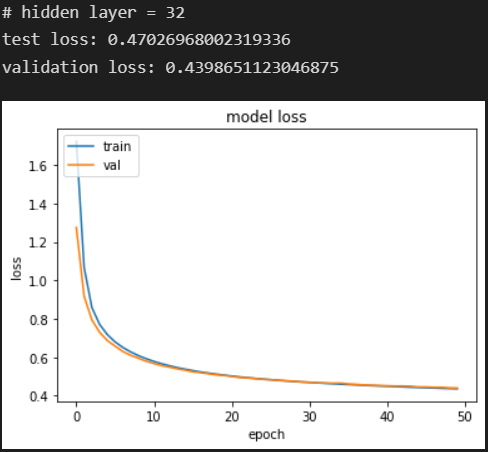 # hidden layer = 32
test loss: 0.47026968002319336
validation loss: 0.4398651123046875
model loss
train
val
1.6
1.4
1.2
1.0
0.8
0.6
0.4
loss
0 10 20 30 40 50
epoch